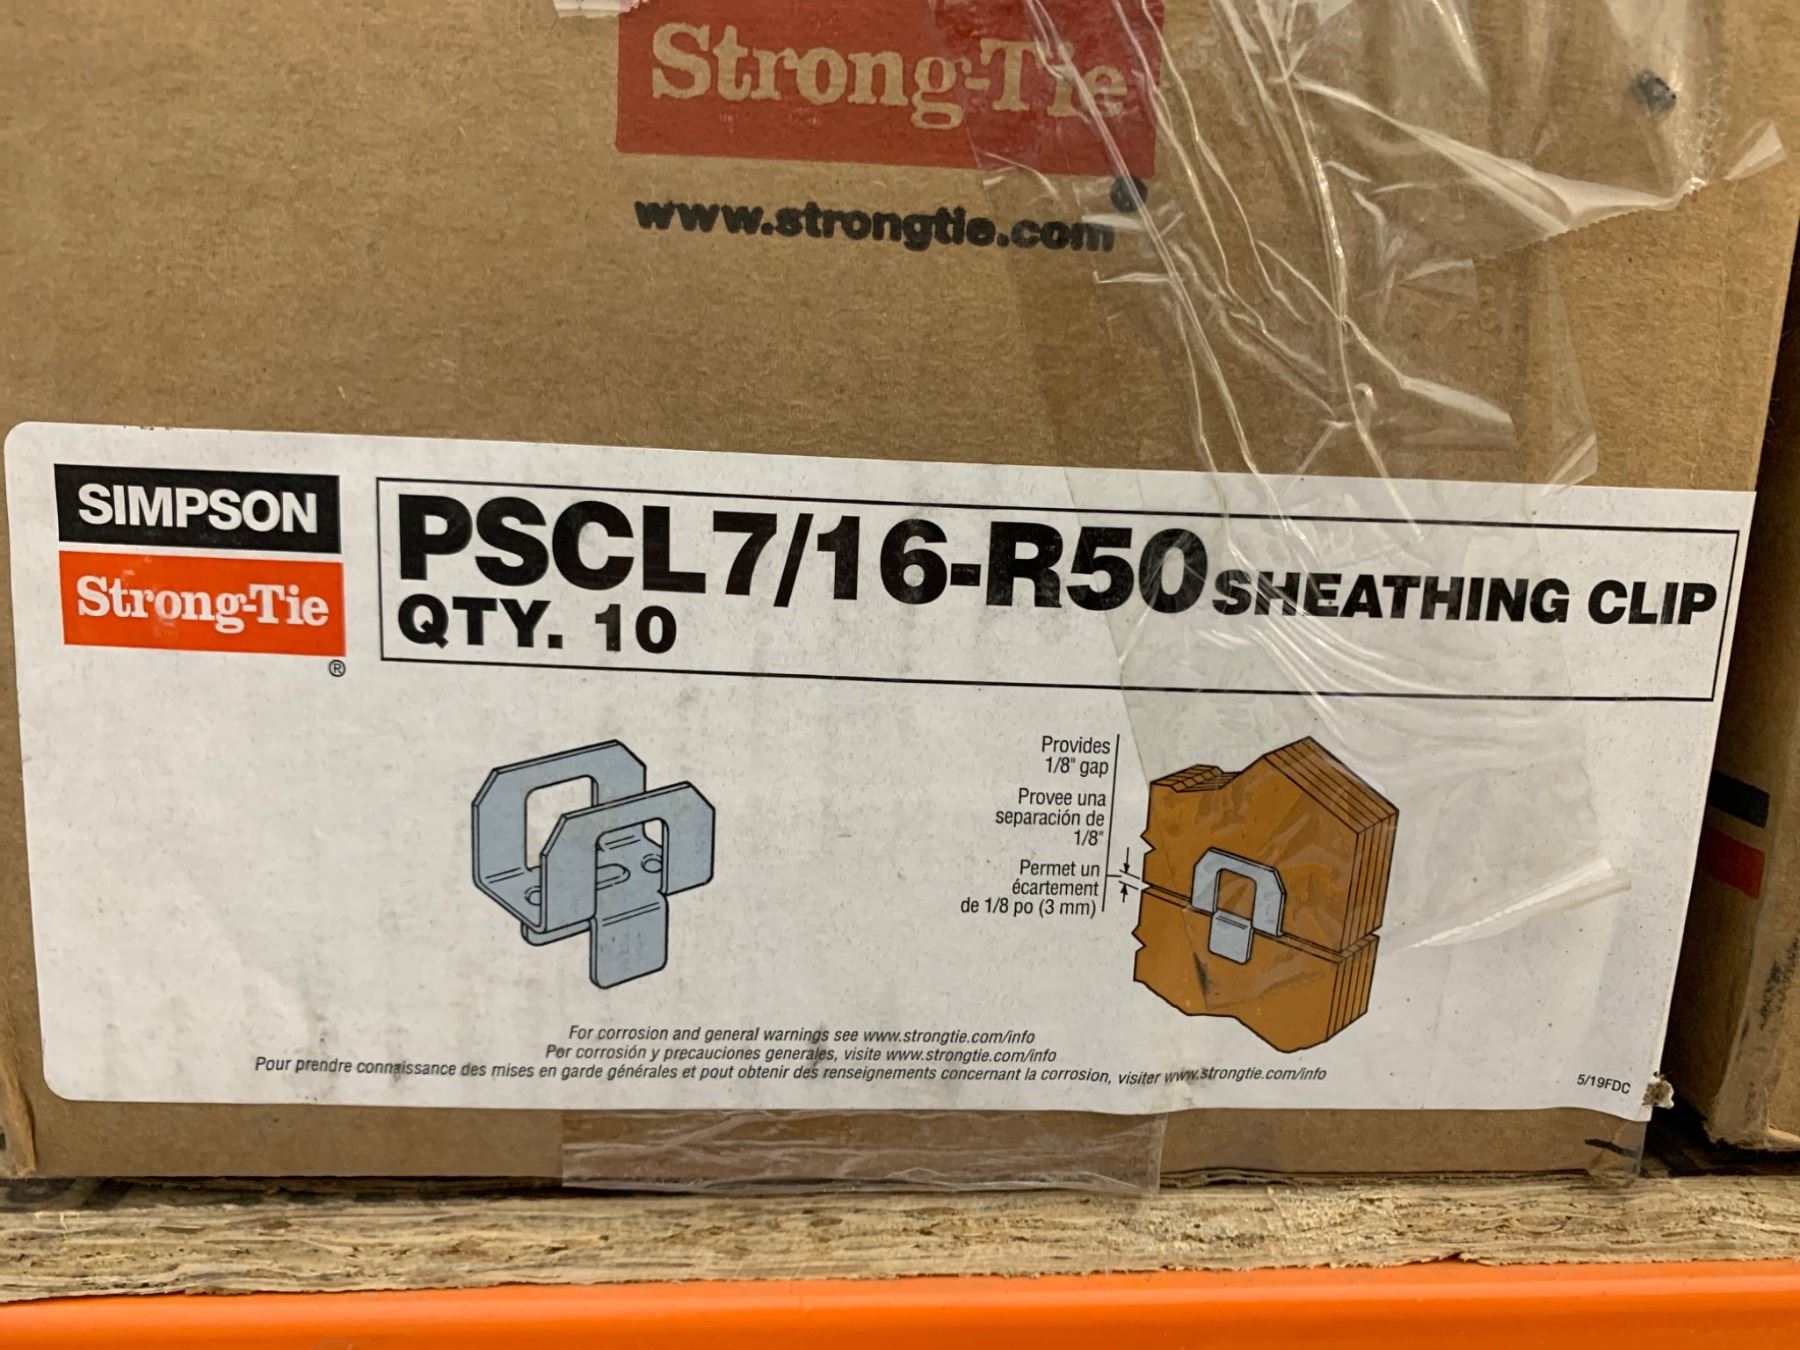 Strong-Tie
®
www.strongtie.com
SIMPSON
Strong-Tie
®
PSCL7/16-R50 SHEATHING CLIP
QTY. 10
Provides
1/8" gap
Provee una
separación de
1/8"
Permet un
écartement
de 1/8 po (3 mm)
For corrosion and general warnings see www.strongtie.com/info
Por corrosión y precauciones generales, visite www.strongtie.com/info
Pour prendre connaissance des mises en garde générales et pout obtenir des renseignements concernant la corrosion, visiter www.strongtie.com/info
5/19FDC